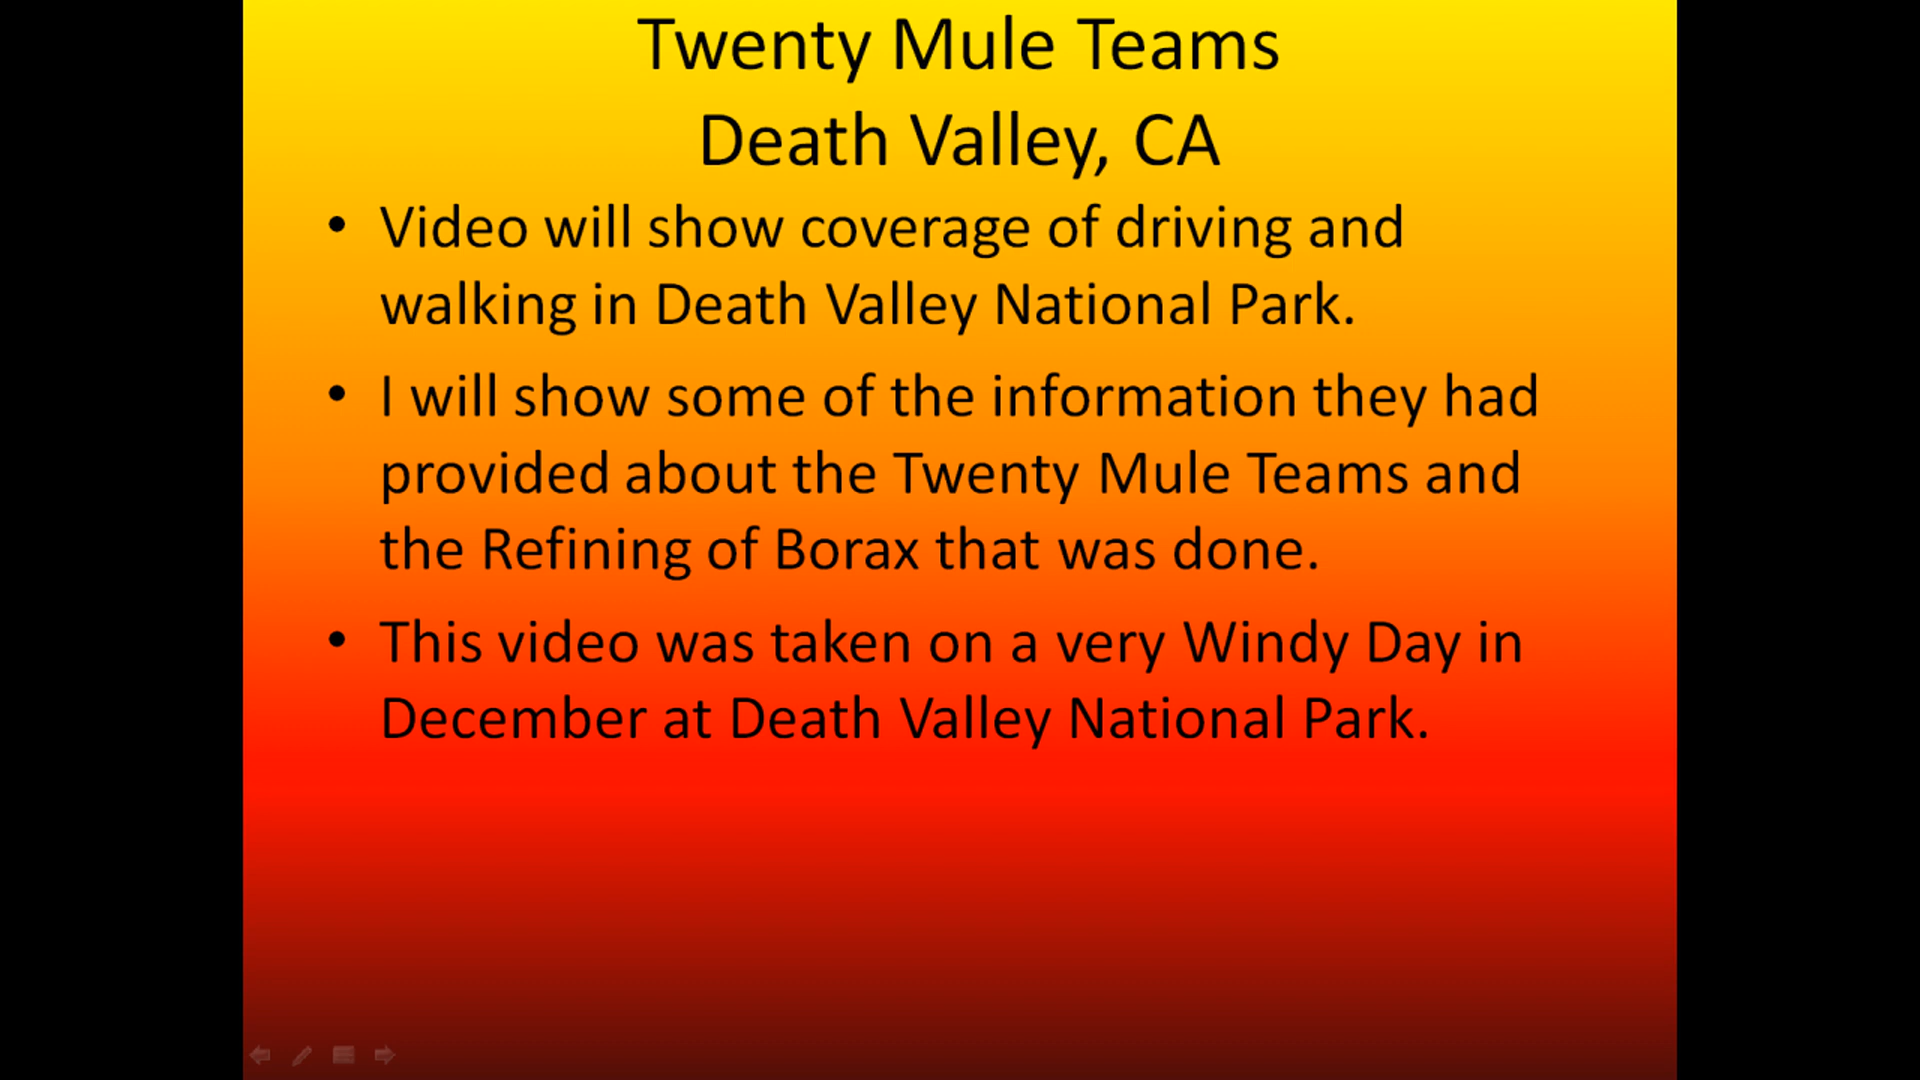 Twenty Mule Teams
Death Valley, CA
• Video will show coverage of driving and
walking in Death Valley National Park.
• I will show some of the information they had
provided about the Twenty Mule Teams and
the Refining of Borax that was done.
• This video was taken on a very Windy Day in
December at Death Valley National Park.